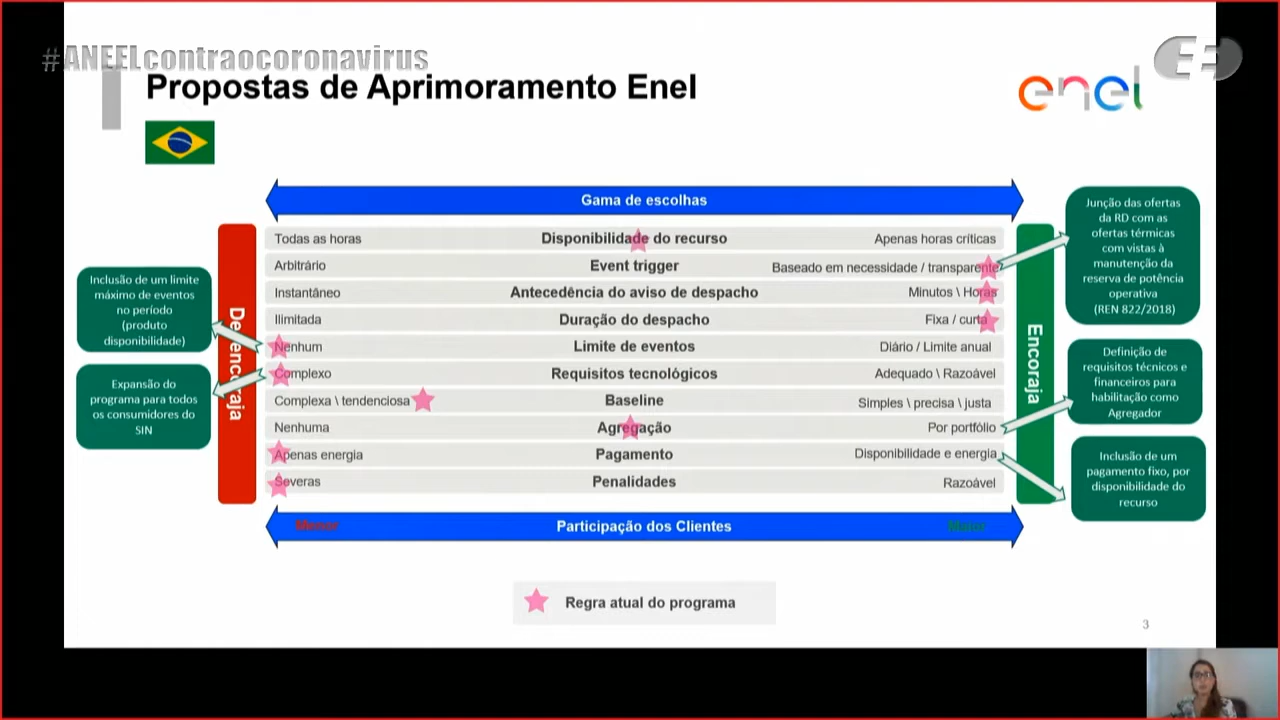 #ANEELcontraocoronavirus
Propostas de Aprimoramento Enel
enel
Gama de escolhas
Desencoraja
Encoraja
Todas as horas Disponibilidade do recurso Apenas horas críticas
Arbitrário Event trigger Baseado em necessidade / transparente
Instantâneo Antecedência do aviso de despacho Minutos \ Horas
Ilimitada Duração do despacho Fixa / curta
Nenhum Limite de eventos Diário / Limite anual
Complexo Requisitos tecnológicos Adequado \ Razoável
Complexa \ tendenciosa Baseline Simples \ precisa \ justa
Nenhuma Agregação Por portfólio
Apenas energia Pagamento Disponibilidade e energia
Severas Penalidades Razoável
Menor Participação dos Clientes Maior
Inclusão de um limite
máximo de eventos
no período
(produto
disponibilidade)
Expansão do
programa para todos
os consumidores do
SIN
Junção das ofertas
da RD com as
ofertas térmicas
com vistas à
manutenção da
reserva de potência
operativa
(REN 822/2018)
Definição de
requisitos técnicos e
financeiros para
habilitação como
Agregador
Inclusão de um
pagamento fixo, por
disponibilidade do
recurso
Regra atual do programa
3